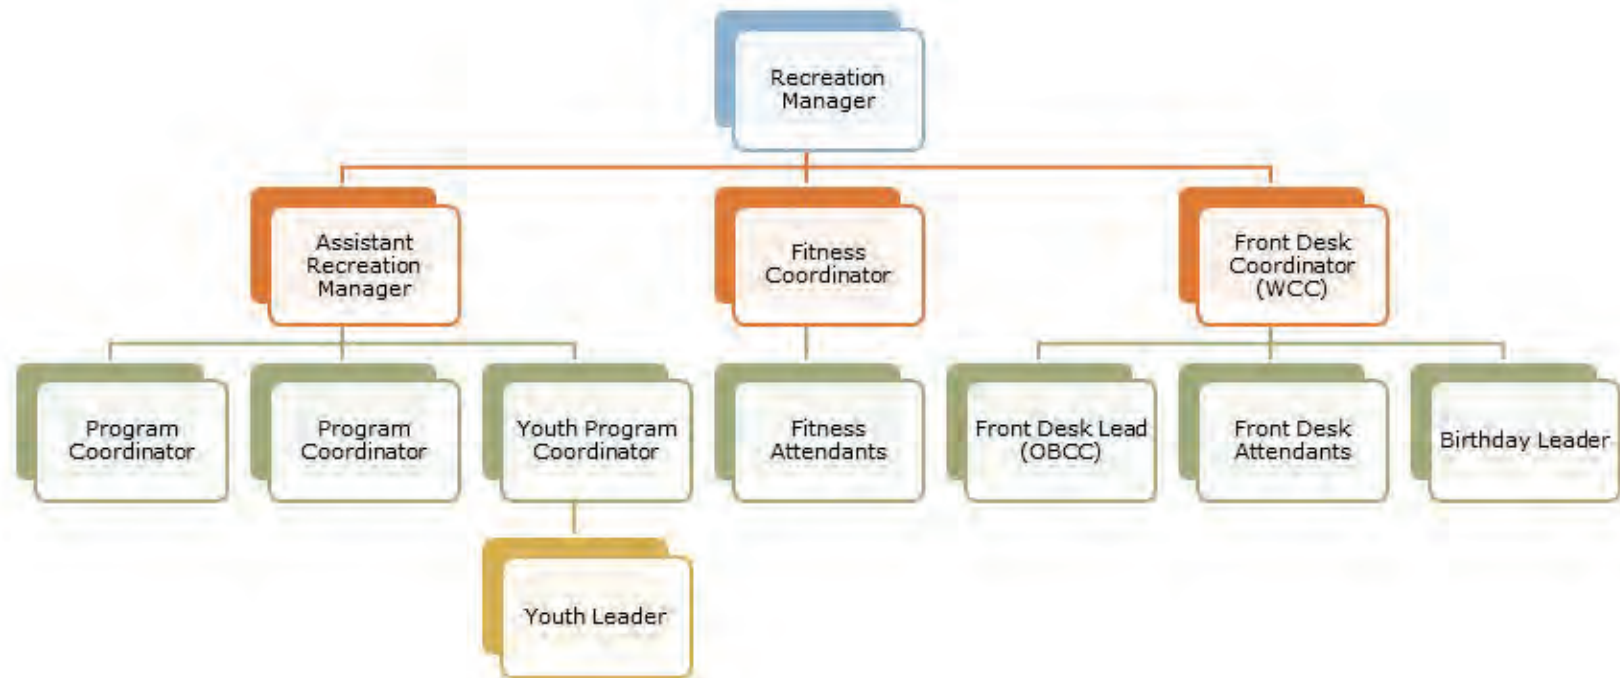 Recreation
Manager
Assistant
Recreation
Manager
Fitness
Coordinator
Front Desk
Coordinator
(WCC)
Program
Coordinator
Program
Coordinator
Youth Program
Coordinator
Fitness
Attendants
Front Desk Lead
(OBCC)
Front Desk
Attendants
Birthday Leader
Youth Leader